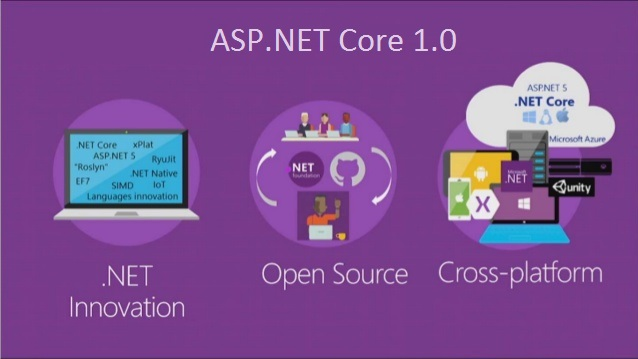 ASP.NET Core 1.0
.NET Core xPlat
ASP.NET 5
"Roslyn" RyuJit
.NET Native
EF7 SIMD IoT
Languages innovation
.NET
Innovation
NET
foundation
Open Source
ASP.NET 5
.NET Core
Microsoft Azure
Microsoft
.NET
unity
Cross-platform